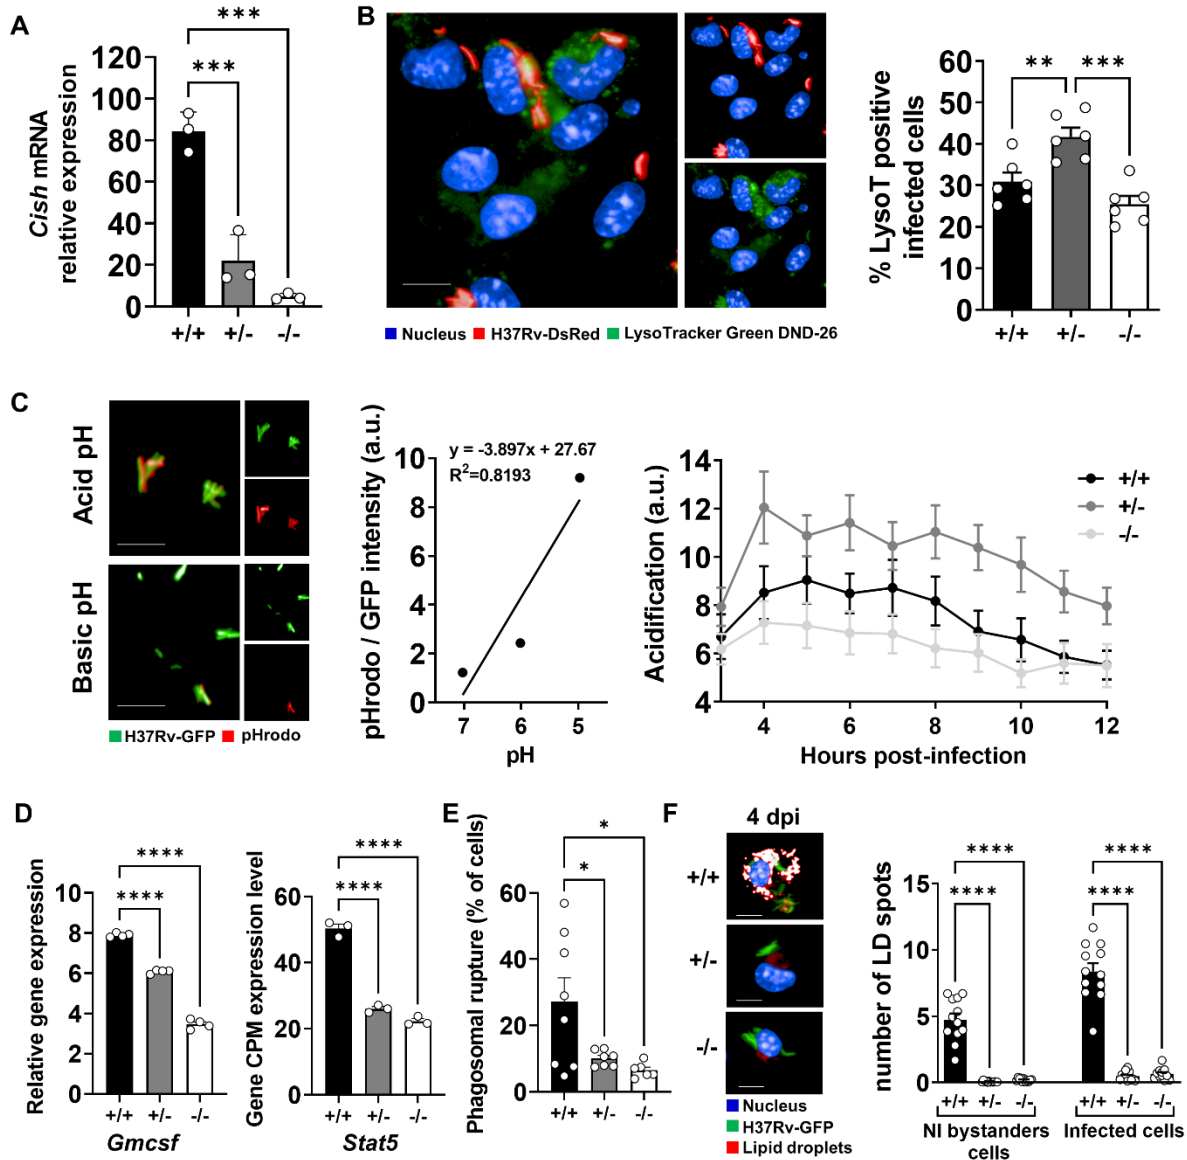 A
Cish mRNA
relative expression
120
100
80
60
40
20
0
***
***
+/+
+/-
-/-
B
Nucleus
H37Rv-DsRed
LysoTracker Green DND-26
% LysoT positive
infected cells
60
50
40
30
20
10
0
**
***
+/+
+/-
-/-
C
Acid pH
Basic pH
H37Rv-GFP
pHrodo
pHrodo / GFP intensity (a.u.)
y = -3.897x + 27.67
R²=0.8193
10
8
6
4
2
0
7
6
5
pH
Acidification (a.u.)
14
12
10
8
6
4
4
6
8
10
12
Hours post-infection
+/+
+/-
-/-
D
Relative gene expression
10
8
6
4
2
0
****
****
+/+
+/-
-/-
Gmcsf
Gene CPM expression level
60
40
20
0
****
****
+/+
+/-
-/-
Stat5
E
Phagosomal rupture (% of cells)
60
40
20
0
*
*
+/+
+/-
-/-
F
4 dpi
+/+
+/-
-/-
Nucleus
H37Rv-GFP
Lipid droplets
number of LD spots
15
10
5
0
****
****
****
****
+/+
+/-
-/-
+/+
+/-
-/-
NI bystanders
cells
Infected cells